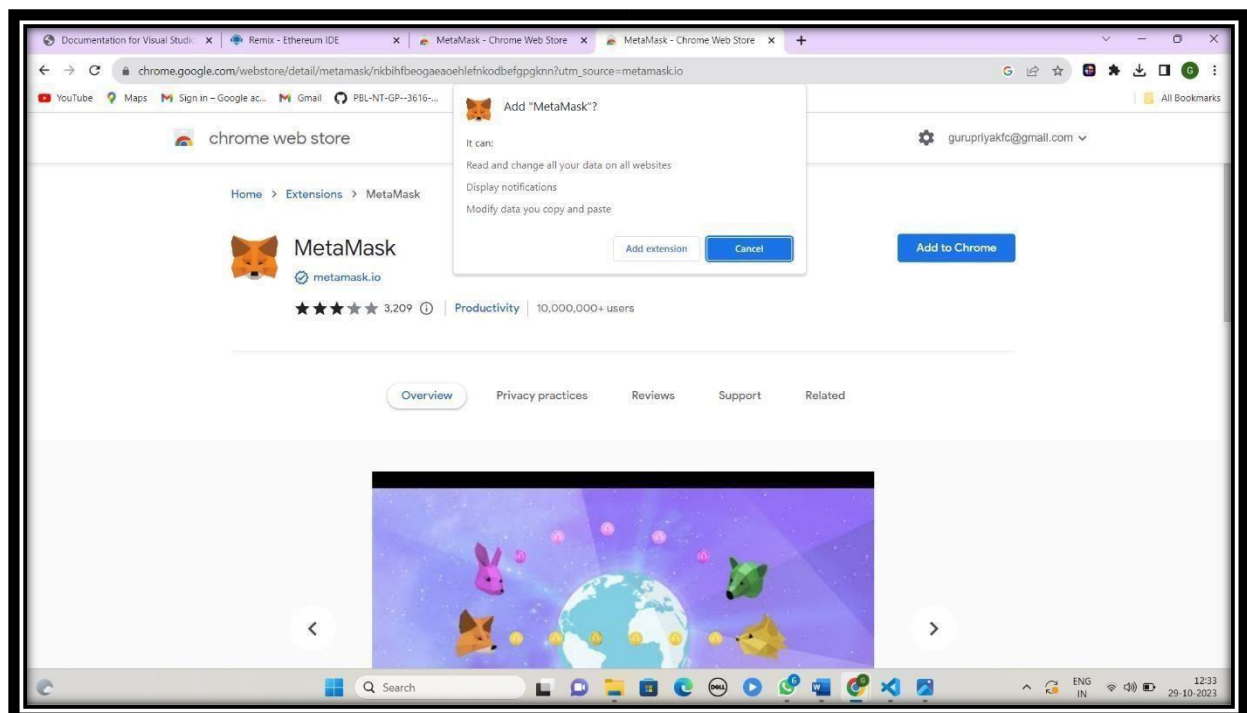 Documentation for Visual Studic
Remix - Ethereum IDE
MetaMask - Chrome Web Store
MetaMask - Chrome Web Store
chrome.google.com/webstore/detail/metamask/nkbihfbeogaeaoehlefnkodbefgpgknn?utm_source=metamask.io
YouTube
Maps
Sign in – Google ac...
Gmail
PBL-NT-GP--3616-...
All Bookmarks
chrome web store
gurupriyakfc@gmail.com
Add "MetaMask"?
It can:
Read and change all your data on all websites
Display notifications
Modify data you copy and paste
Add extension
Cancel
Home > Extensions > MetaMask
MetaMask
metamask.io
Add to Chrome
3,209
Productivity
10,000,000+ users
Overview
Privacy practices
Reviews
Support
Related
Search
DELL
6
G
ENG
IN
12:33
29-10-2023